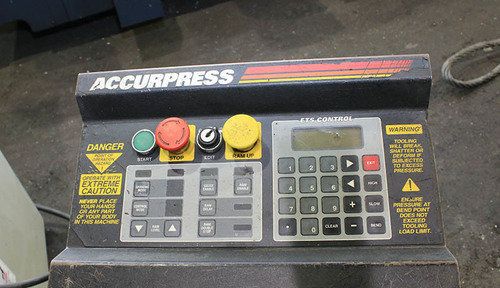 ACCURPRESS
ETS CONTROL
DANGER
START
STOP
EDIT
RAM UP
WARNING!
TOOLING
WILL BREAK,
SHATTER OR
DEFORM IF
SUBJECTED
TO EXCESS
PRESSURE.
OPERATE WITH
EXTREME
CAUTION
NEVER PLACE
YOUR HANDS
OR ANY PART
OF YOUR BODY
IN THIS MACHINE
1 2 3 EXIT
4 5 6 HIGH
7 8 9 + SLOW
0 CLEAR - BEND
ENSURE
PRESSURE AT
BEND POINT
DOES NOT
EXCEED
TOOLING
LOAD LIMIT.